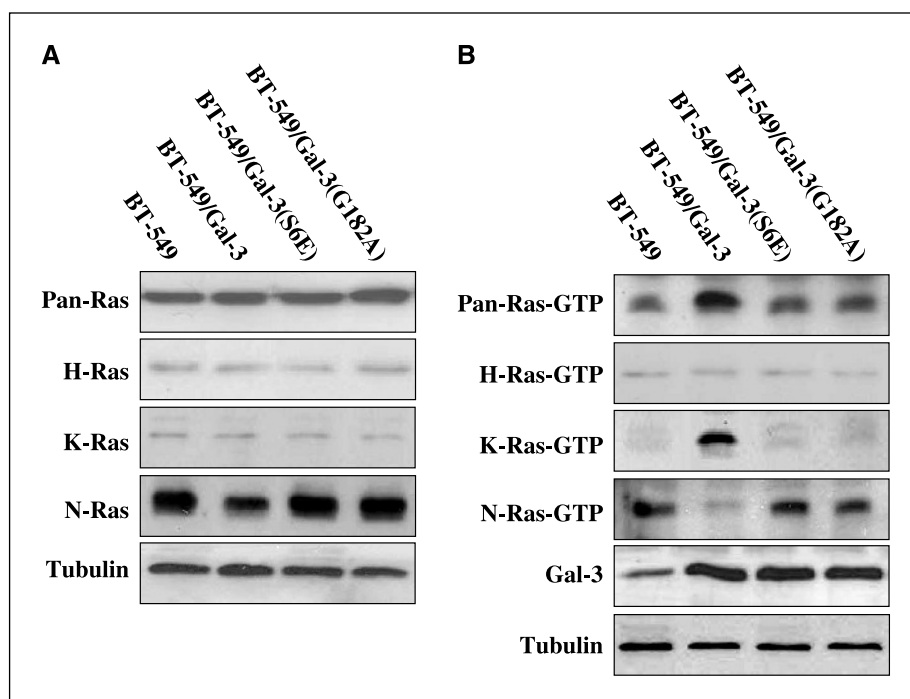 A
BT-549
BT-549/Gal-3
BT-549/Gal-3(S6E)
BT-549/Gal-3(G182A)
Pan-Ras
H-Ras
K-Ras
N-Ras
Tubulin
B
BT-549
BT-549/Gal-3
BT-549/Gal-3(S6E)
BT-549/Gal-3(G182A)
Pan-Ras-GTP
H-Ras-GTP
K-Ras-GTP
N-Ras-GTP
Gal-3
Tubulin